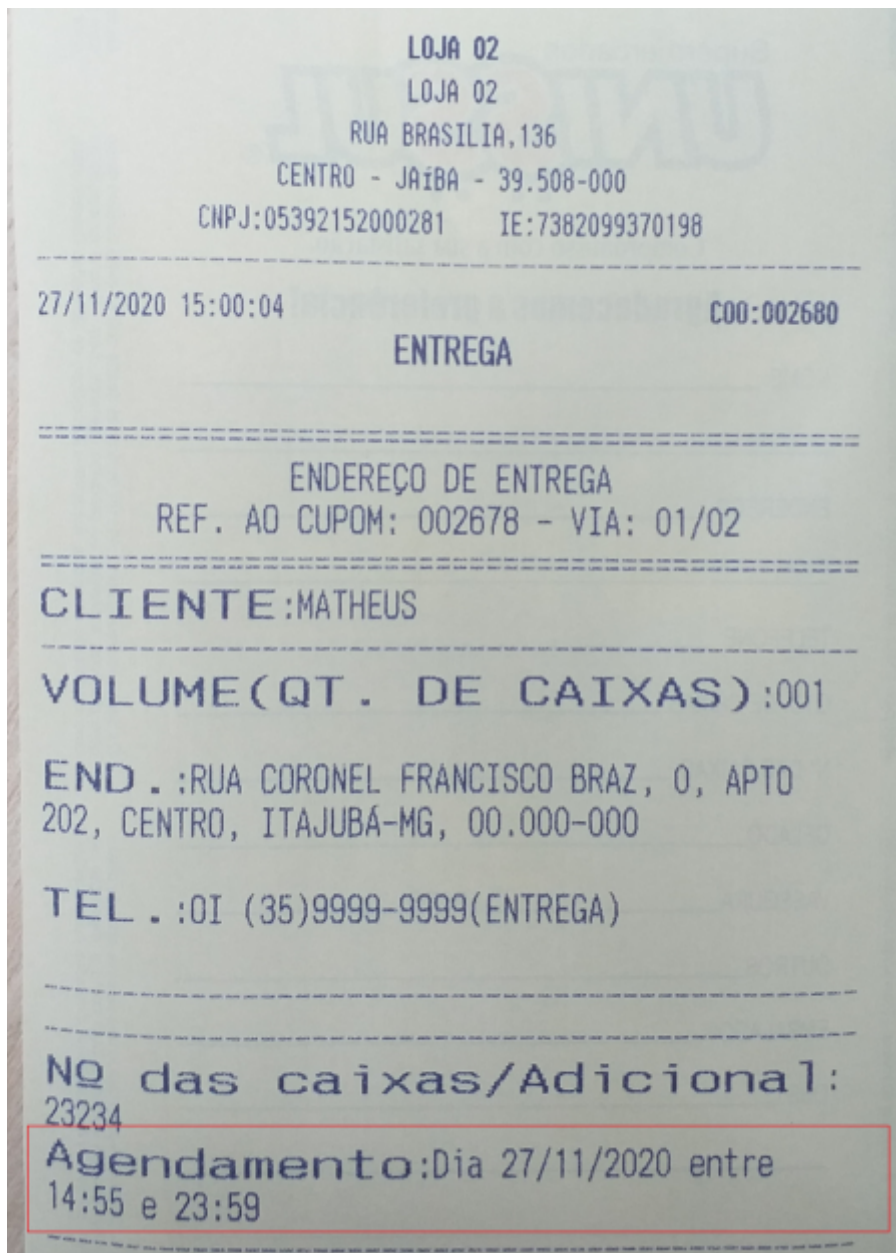 LOJA 02
LOJA 02
RUA BRASILIA,136
CENTRO - JAíBA - 39.508-000
CNPJ:05392152000281 IE:7382099370198
27/11/2020 15:00:04 COO:002680
ENTREGA
ENDEREÇO DE ENTREGA
REF. AO CUPOM: 002678 - VIA: 01/02
CLIENTE:MATHEUS
VOLUME(QT. DE CAIXAS):001
END.:RUA CORONEL FRANCISCO BRAZ, 0, APTO
202, CENTRO, ITAJUBÁ-MG, 00.000-000
TEL.:OI (35)9999-9999(ENTREGA)
Nº das caixas/Adicional:
23234
Agendamento:Dia 27/11/2020 entre
14:55 e 23:59